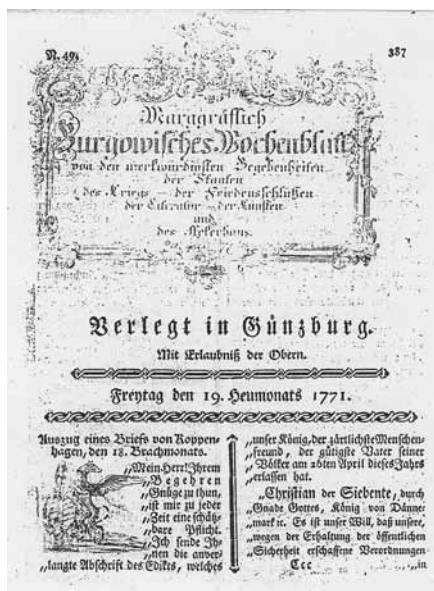 N. 49.
387
Marggräflich
Burgowisches Wochenblatt
von den merkwürdigsten Begebenheiten
der Staaten
des Kriegs – der Friedensschlüßen
der Literatur – der Künsten
und
des Akerbaus.
Verlegt in Günzburg.
Mit Erlaubniß der Obern.
Freytag den 19. Heumonats 1771.
Auszug eines Briefs von Koppen-
hagen, den 18. Brachmonats.
„Mein Herr! Ihrem
„Begehren
„Gnüge zu thun,
„ist mir zu jeder
„Zeit eine schätz-
„bare Pflicht.
„Ich sende Ih-
„nen die anver-
„langte Abschrift des Edikts, welches
„unser König, der zärtlichste Menschen-
„freund, der gütigste Vater seiner
„Völker am 26ten April dieses Jahrs
„erlassen hat.
„Christian der Siebente, durch
„Gnade Gottes, König von Dänne-
„mark ic. Es ist unser Will, daß unsere,
„wegen der Erhaltung der öffentlichen
„Sicherheit erschaffene Verordnungen
Ccc
„in